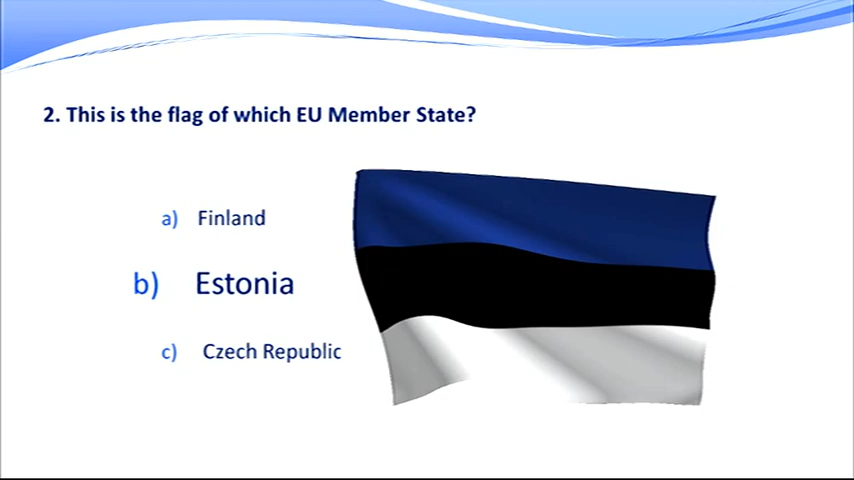 2. This is the flag of which EU Member State?
a) Finland
b) Estonia
c) Czech Republic